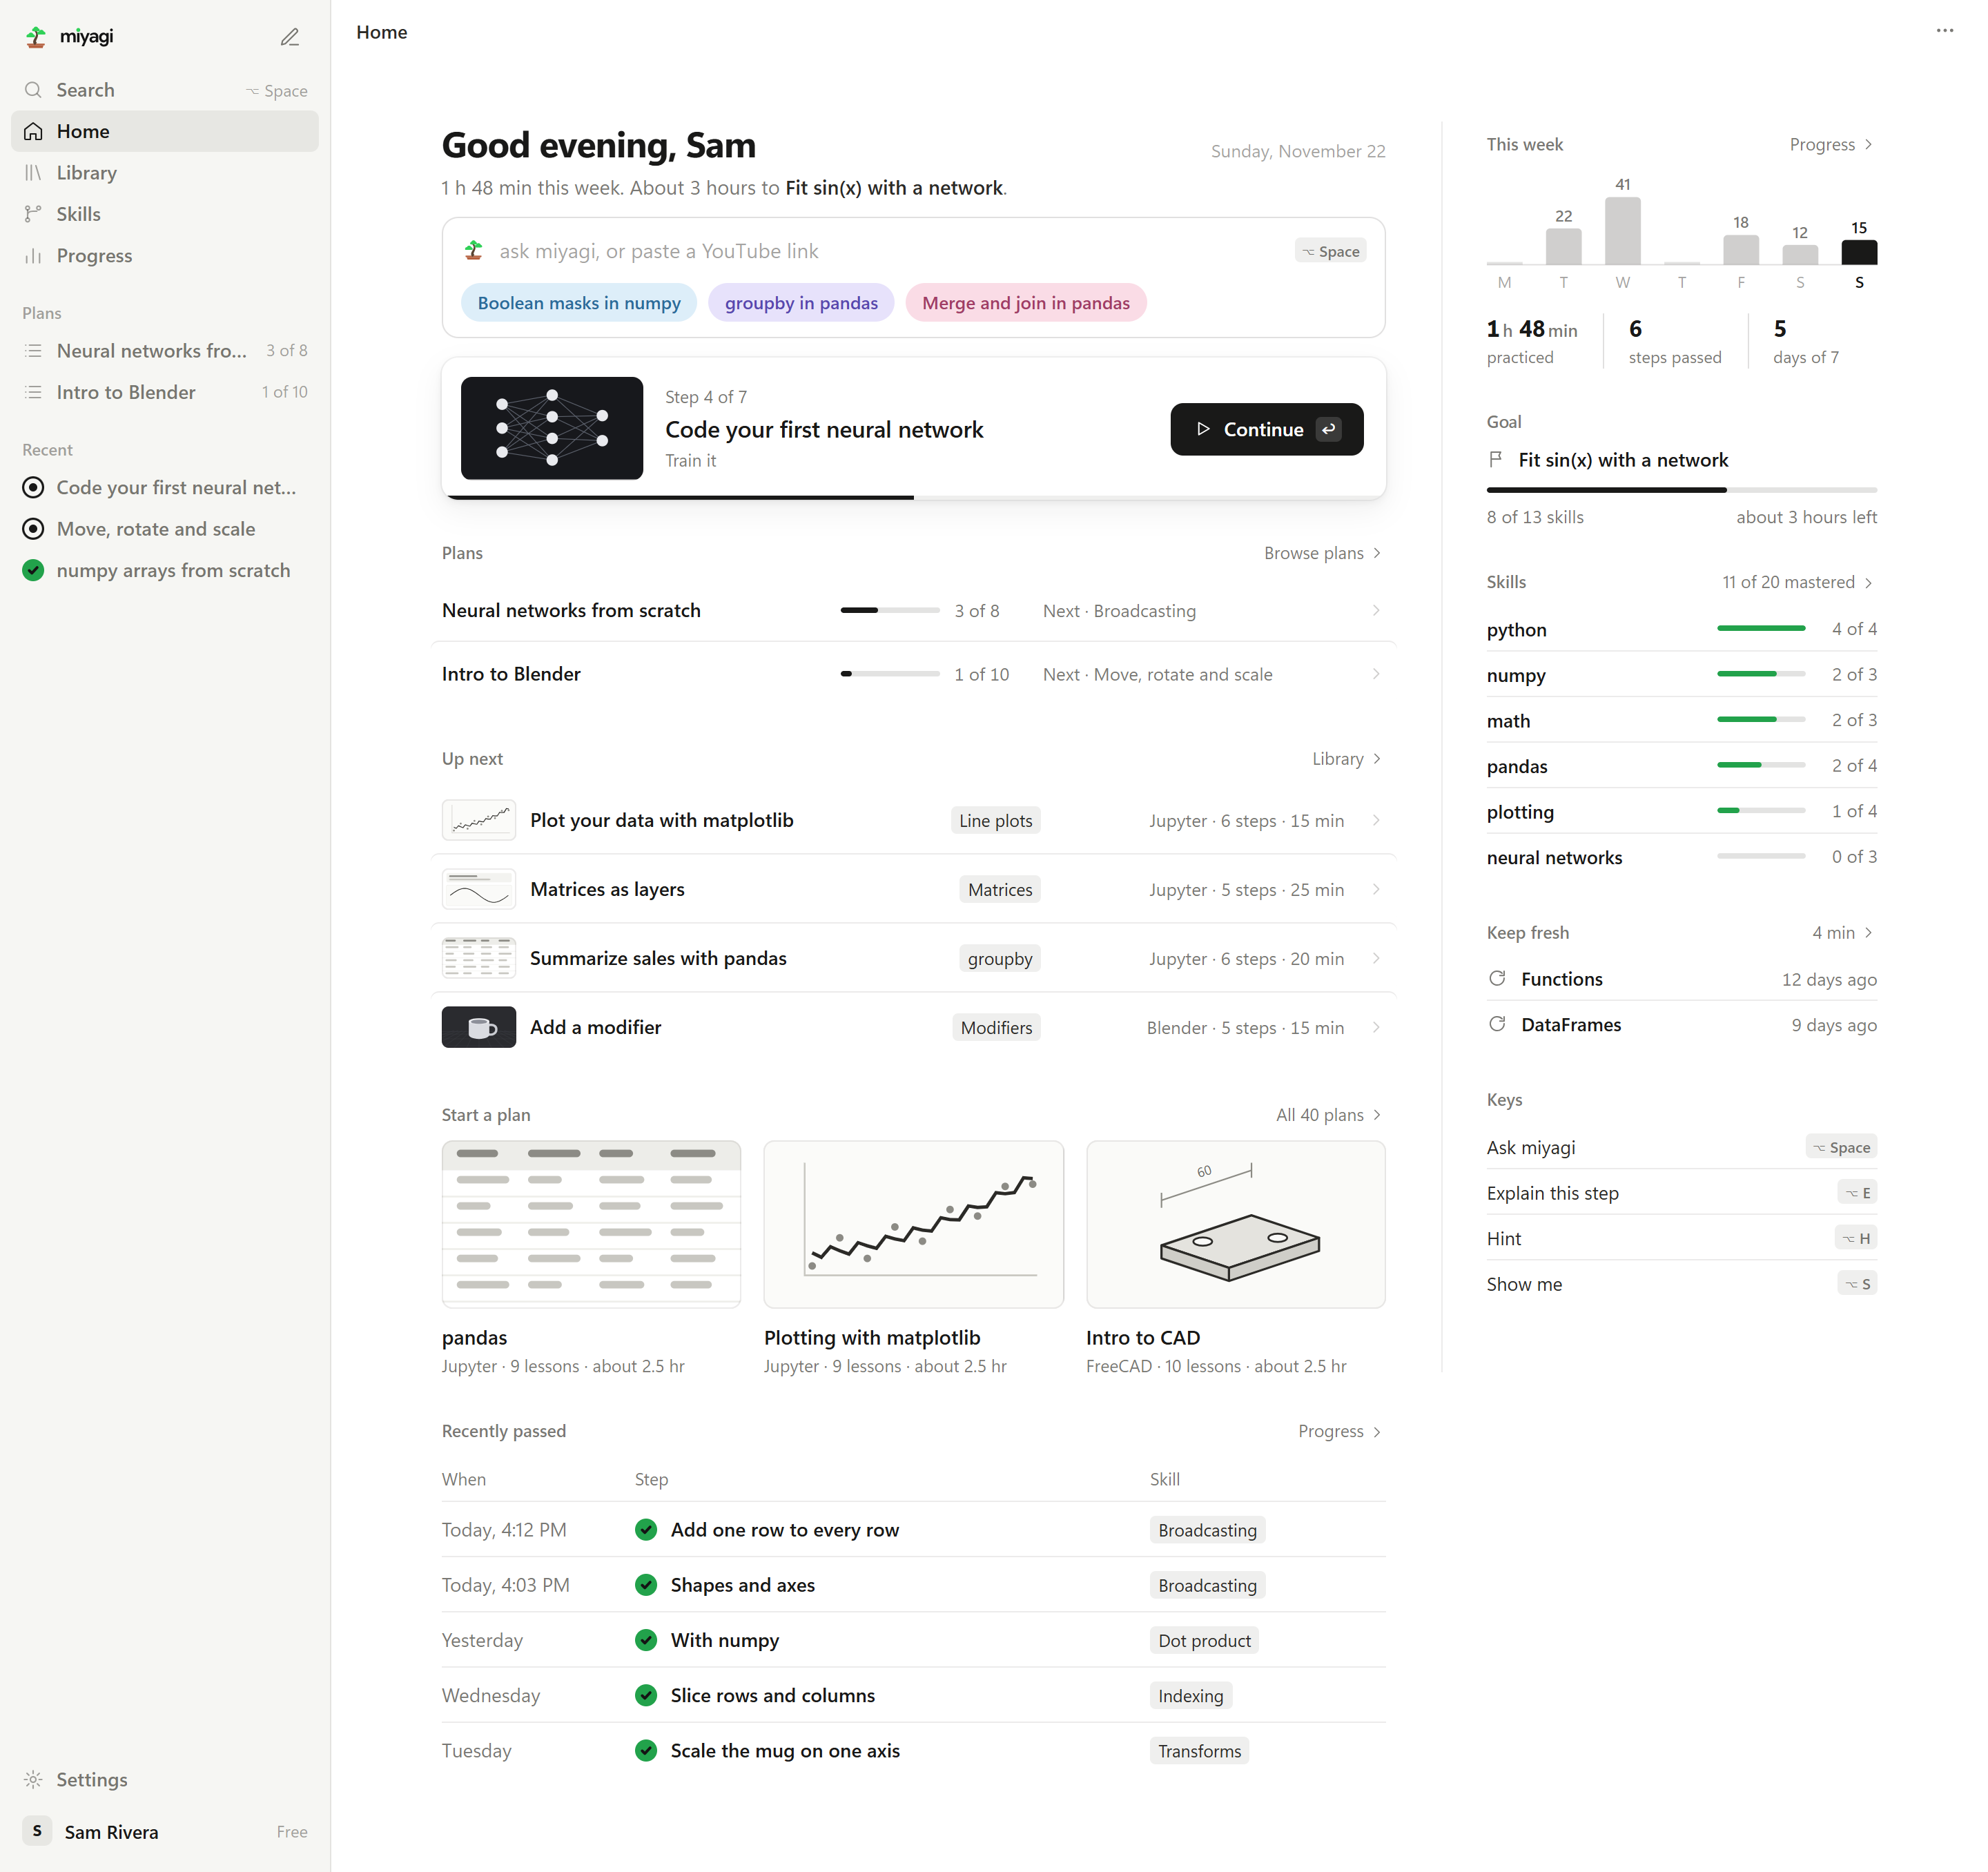 miyagi
Search ⌥ Space
Home
Library
Skills
Progress
Plans
Neural networks fro... 3 of 8
Intro to Blender 1 of 10
Recent
Code your first neural net...
Move, rotate and scale
numpy arrays from scratch
Settings
S Sam Rivera Free
Home
Good evening, Sam
Sunday, November 22
1 h 48 min this week. About 3 hours to Fit sin(x) with a network.
ask miyagi, or paste a YouTube link ⌥ Space
Boolean masks in numpy groupby in pandas Merge and join in pandas
Step 4 of 7
Code your first neural network
Train it
Continue ↵
Plans Browse plans
Neural networks from scratch 3 of 8 Next · Broadcasting
Intro to Blender 1 of 10 Next · Move, rotate and scale
Up next Library
Plot your data with matplotlib Line plots Jupyter · 6 steps · 15 min
Matrices as layers Matrices Jupyter · 5 steps · 25 min
Summarize sales with pandas groupby Jupyter · 6 steps · 20 min
Add a modifier Modifiers Blender · 5 steps · 15 min
Start a plan All 40 plans
60
pandas
Jupyter · 9 lessons · about 2.5 hr
Plotting with matplotlib
Jupyter · 9 lessons · about 2.5 hr
Intro to CAD
FreeCAD · 10 lessons · about 2.5 hr
Recently passed Progress
When Step Skill
Today, 4:12 PM Add one row to every row Broadcasting
Today, 4:03 PM Shapes and axes Broadcasting
Yesterday With numpy Dot product
Wednesday Slice rows and columns Indexing
Tuesday Scale the mug on one axis Transforms
This week Progress
22 41 18 12 15
M T W T F S S
1 h 48 min 6 5
practiced steps passed days of 7
Goal
Fit sin(x) with a network
8 of 13 skills about 3 hours left
Skills 11 of 20 mastered
python 4 of 4
numpy 2 of 3
math 2 of 3
pandas 2 of 4
plotting 1 of 4
neural networks 0 of 3
Keep fresh 4 min
Functions 12 days ago
DataFrames 9 days ago
Keys
Ask miyagi ⌥ Space
Explain this step ⌥ E
Hint ⌥ H
Show me ⌥ S